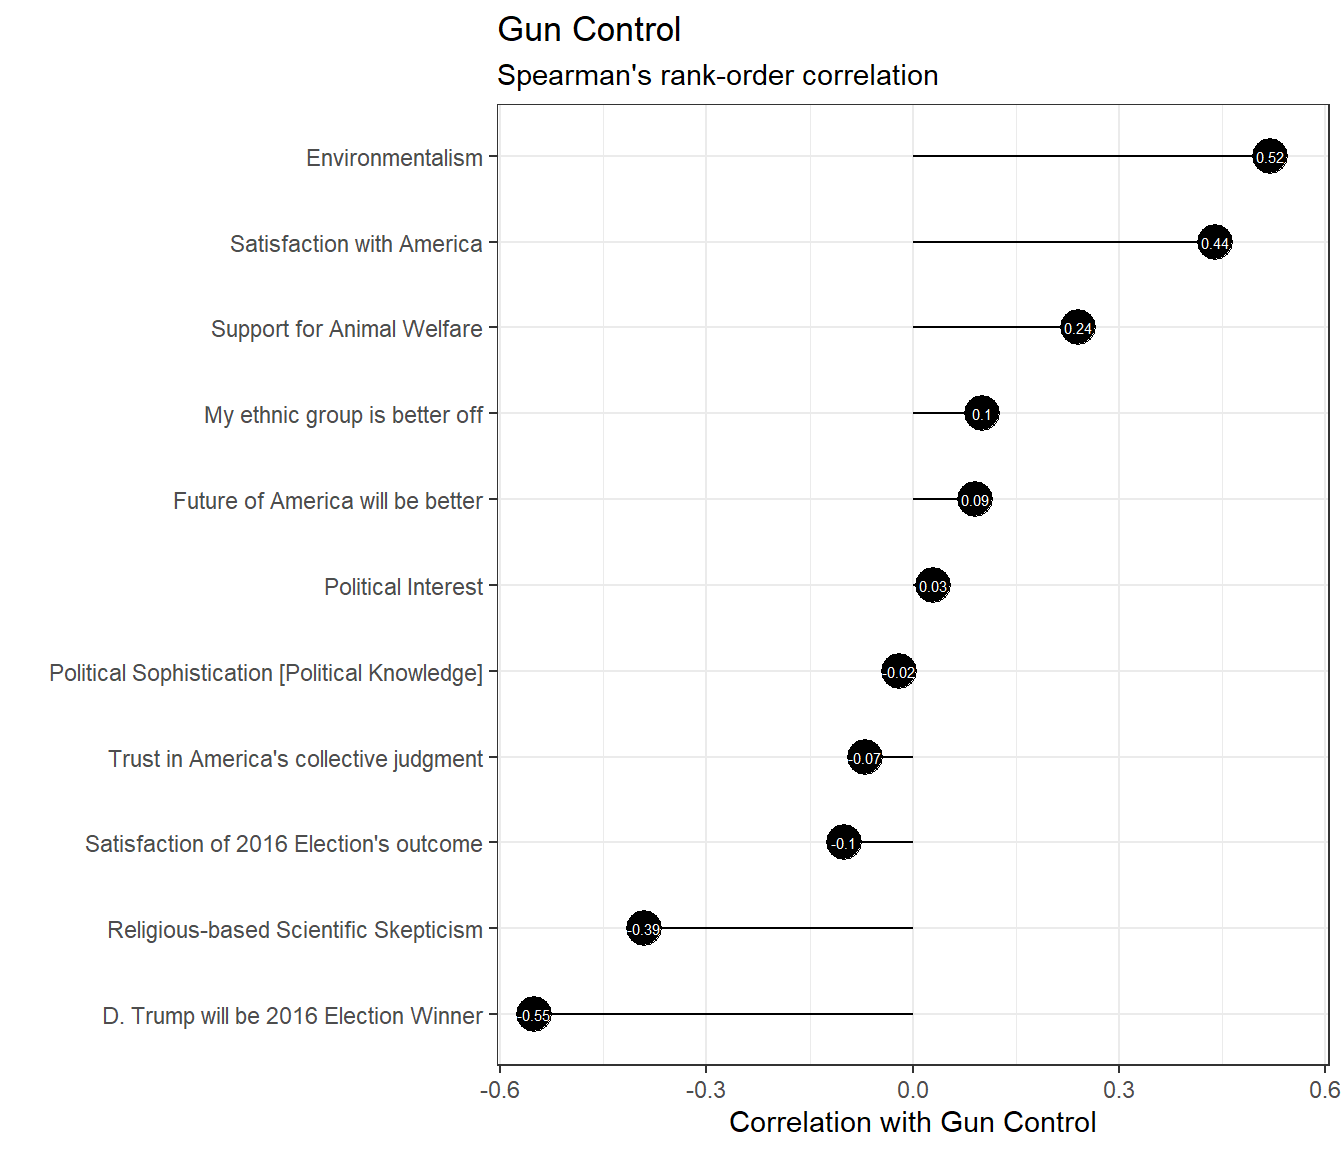 Gun Control
Spearman's rank-order correlation
Environmentalism 0.52
Satisfaction with America 0.44
Support for Animal Welfare 0.24
My ethnic group is better off 0.1
Future of America will be better 0.09
Political Interest 0.03
Political Sophistication [Political Knowledge] -0.02
Trust in America's collective judgment -0.07
Satisfaction of 2016 Election's outcome -0.1
Religious-based Scientific Skepticism -0.39
D. Trump will be 2016 Election Winner -0.55
-0.6 -0.3 0.0 0.3 0.6
Correlation with Gun Control